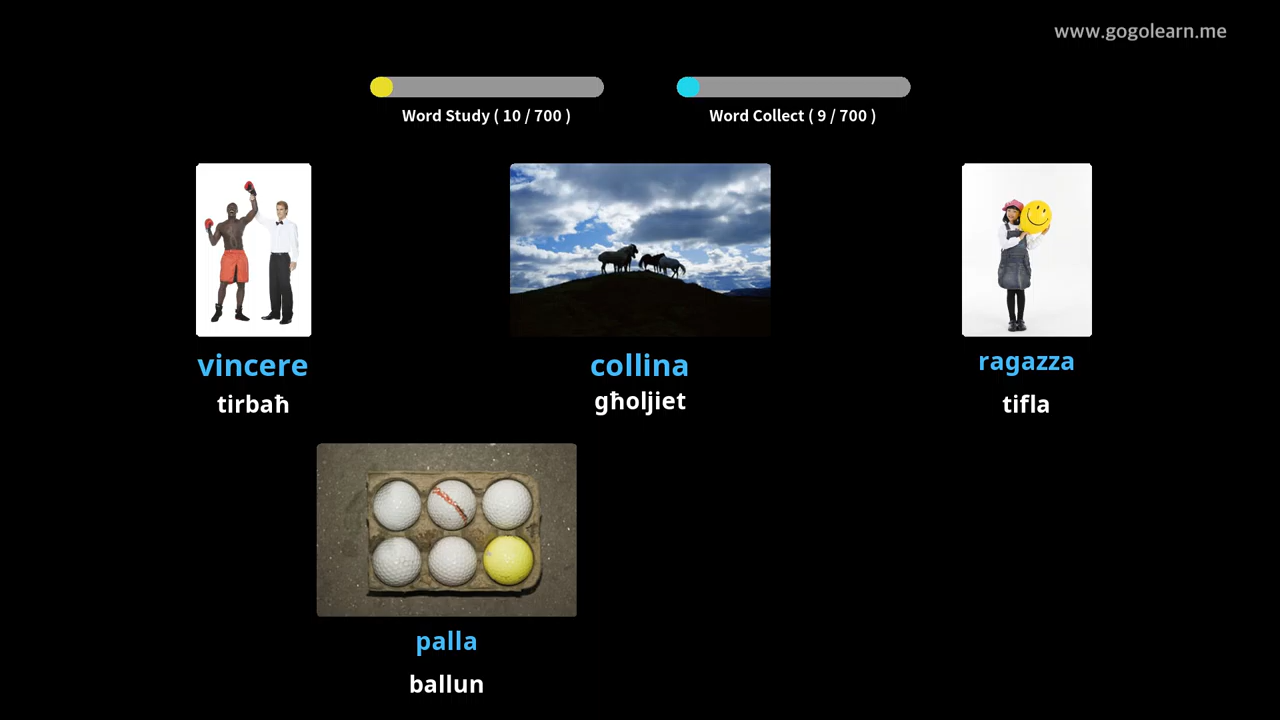 www.gogolearn.me
Word Study ( 10 / 700 )
Word Collect ( 9 / 700 )
vincere
tirbaħ
collina
għoljiet
ragazza
tifla
palla
ballun